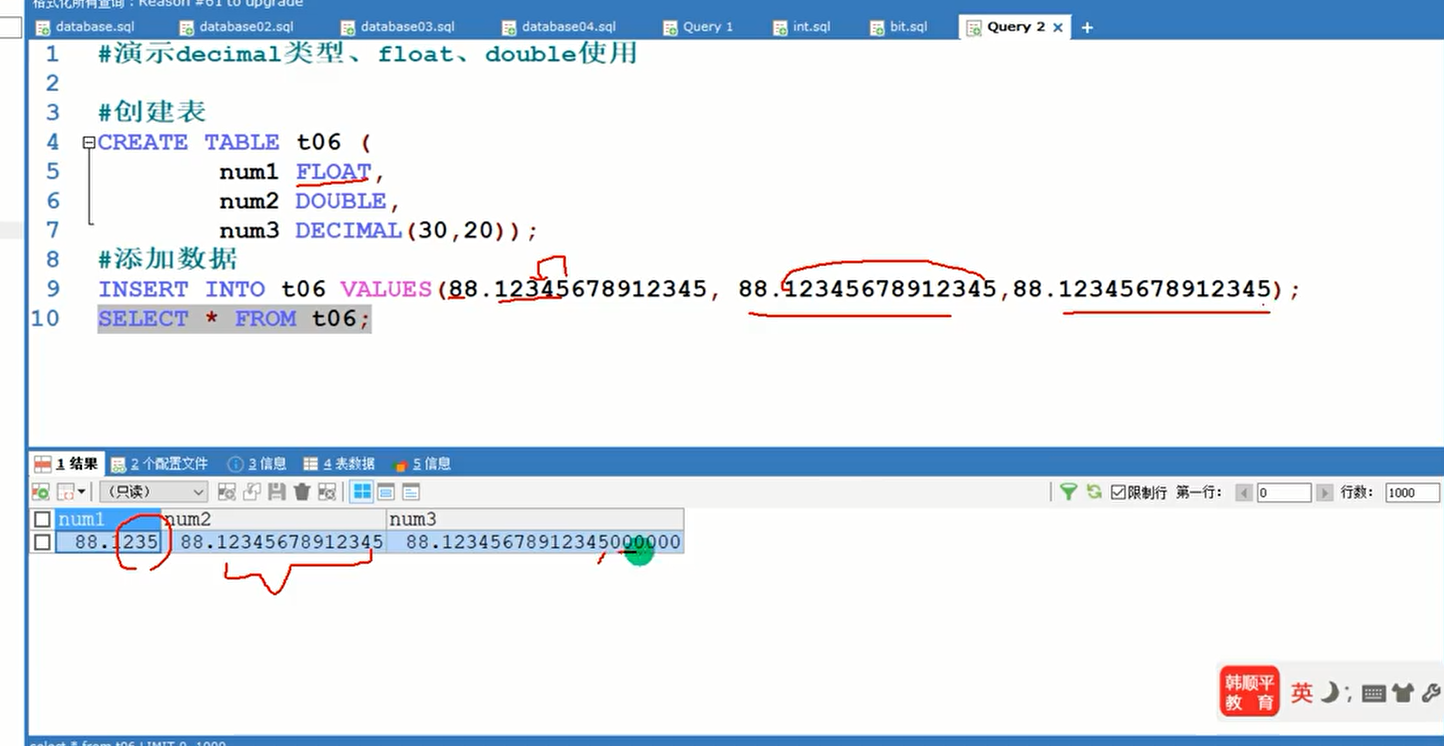 格式化所有查询: Reason #61 to upgrade
database.sql database02.sql database03.sql database04.sql Query 1 int.sql bit.sql Query 2 × +
1 #演示decimal类型、float、double使用
2
3 #创建表
4 CREATE TABLE t06 (
5 num1 FLOAT,
6 num2 DOUBLE,
7 num3 DECIMAL(30,20));
8 #添加数据
9 INSERT INTO t06 VALUES(88.12345678912345, 88.12345678912345,88.12345678912345);
10 SELECT * FROM t06;
1 结果 2 个配置文件 3 信息 4 表数据 5 信息
(只读) 限制行 第一行: 0 行数: 1000
num1 num2 num3
88.1235 88.12345678912345 88.12345678912345000000
韩顺平
教 育
英
select * from t06 LIMIT 0, 1000